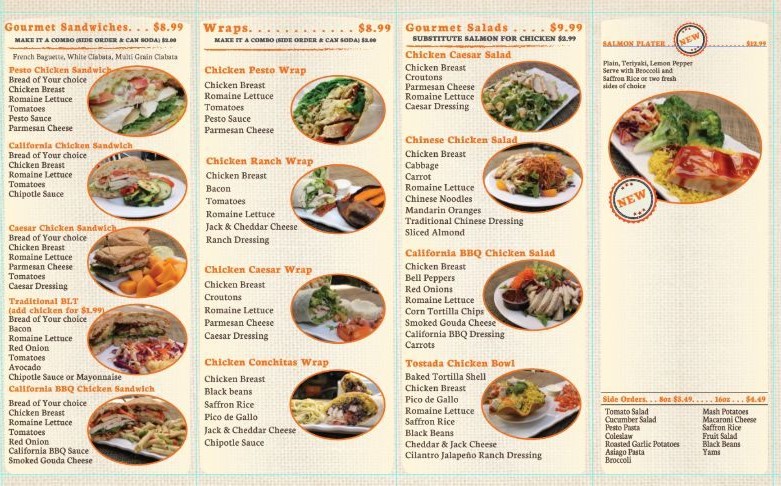 Gourmet Sandwiches. . . $8.99
MAKE IT A COMBO (SIDE ORDER & CAN SODA) $2.00
French Baguette, White Ciabata, Multi Grain Ciabata
Pesto Chicken Sandwich
Bread of Your choice
Chicken Breast
Romaine Lettuce
Tomatoes
Pesto Sauce
Parmesan Cheese
California Chicken Sandwich
Bread of Your choice
Chicken Breast
Romaine Lettuce
Tomatoes
Chipotle Sauce
Caesar Chicken Sandwich
Bread of Your choice
Chicken Breast
Romaine Lettuce
Parmesan Cheese
Tomatoes
Caesar Dressing
Traditional BLT
(add chicken for $1.99)
Bread of Your choice
Bacon
Romaine Lettuce
Red Onion
Tomatoes
Avocado
Chipotle Sauce or Mayonnaise
California BBQ Chicken Sandwich
Bread of Your choice
Chicken Breast
Romaine Lettuce
Tomatoes
Red Onion
California BBQ Sauce
Smoked Gouda Cheese
Wraps. . . . . . . . . . . . $8.99
MAKE IT A COMBO (SIDE ORDER & CAN SODA) $2.00
Chicken Pesto Wrap
Chicken Breast
Romaine Lettuce
Tomatoes
Pesto Sauce
Parmesan Cheese
Chicken Ranch Wrap
Chicken Breast
Bacon
Tomatoes
Romaine Lettuce
Jack & Cheddar Cheese
Ranch Dressing
Chicken Caesar Wrap
Chicken Breast
Croutons
Romaine Lettuce
Parmesan Cheese
Caesar Dressing
Chicken Conchitas Wrap
Chicken Breast
Black beans
Saffron Rice
Pico de Gallo
Jack & Cheddar Cheese
Chipotle Sauce
Gourmet Salads . . . . $9.99
SUBSTITUTE SALMON FOR CHICKEN $2.99
Chicken Caesar Salad
Chicken Breast
Croutons
Parmesan Cheese
Romaine Lettuce
Caesar Dressing
Chinese Chicken Salad
Chicken Breast
Cabbage
Carrot
Romaine Lettuce
Chinese Noodles
Mandarin Oranges
Traditional Chinese Dressing
Sliced Almond
California BBQ Chicken Salad
Chicken Breast
Bell Peppers
Red Onions
Romaine Lettuce
Corn Tortilla Chips
Smoked Gouda Cheese
California BBQ Dressing
Carrots
Tostada Chicken Bowl
Baked Tortilla Shell
Chicken Breast
Pico de Gallo
Romaine Lettuce
Saffron Rice
Black Beans
Cheddar & Jack Cheese
Cilantro Jalapeño Ranch Dressing
NEW
SALMON PLATER
Plain, Teriyaki, Lemon Pepper
Serve with Broccoli and
Saffron Rice or two fresh
sides of choice
NEW
Side Orders. . . 8oz $3.49. . . . . 16oz . . . $4.49
Tomato Salad
Cucumber Salad
Pesto Pasta
Coleslaw
Roasted Garlic Potatoes
Asiago Pasta
Broccoli
Mash Potatoes
Macaroni Cheese
Saffron Rice
Fruit Salad
Black Beans
Yams